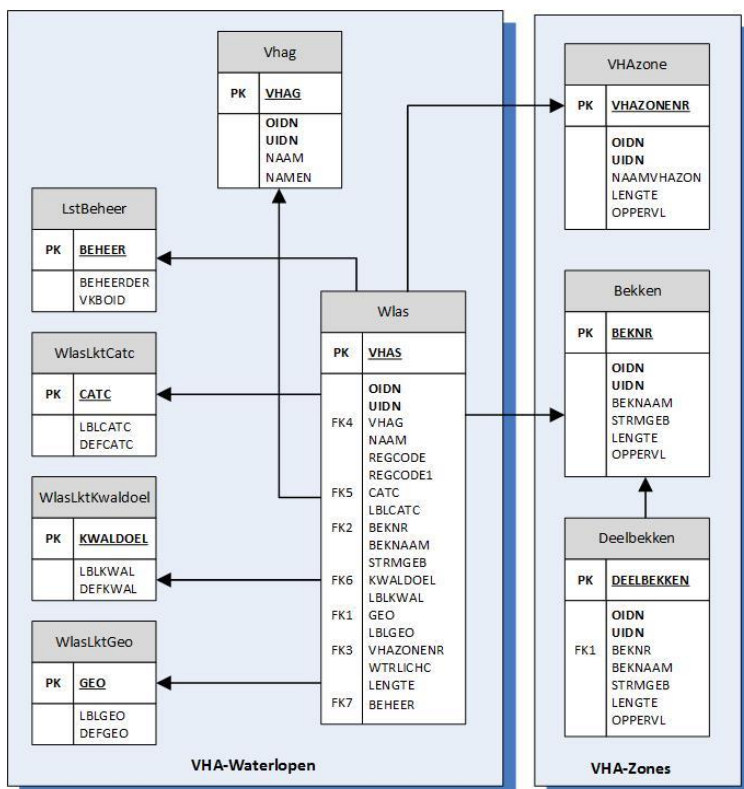 Vhag
PK VHAG
OIDN
UIDN
NAAM
NAMEN
LstBeheer
PK BEHEER
BEHEERDER
VKBOID
WlasLktCatc
PK CATC
LBLCATC
DEFCATC
WlasLktKwaldoel
PK KWALDOEL
LBLKWAL
DEFKWAL
WlasLktGeo
PK GEO
LBLGEO
DEFGEO
Wlas
PK VHAS
OIDN
UIDN
FK4 VHAG
NAAM
REGCODE
REGCODE1
FK5 CATC
LBLCATC
FK2 BEKNR
BEKNAAM
STRMGEB
FK6 KWALDOEL
LBLKWAL
FK1 GEO
LBLGEO
FK3 VHAZONENR
WTRLICHC
LENGTE
FK7 BEHEER
VHA-Waterlopen
VHAzone
PK VHAZONENR
OIDN
UIDN
NAAMVHAZON
LENGTE
OPPERVL
Bekken
PK BEKNR
OIDN
UIDN
BEKNAAM
STRMGEB
LENGTE
OPPERVL
Deelbekken
PK DEELBEKKEN
OIDN
UIDN
FK1 BEKNR
BEKNAAM
STRMGEB
LENGTE
OPPERVL
VHA-Zones